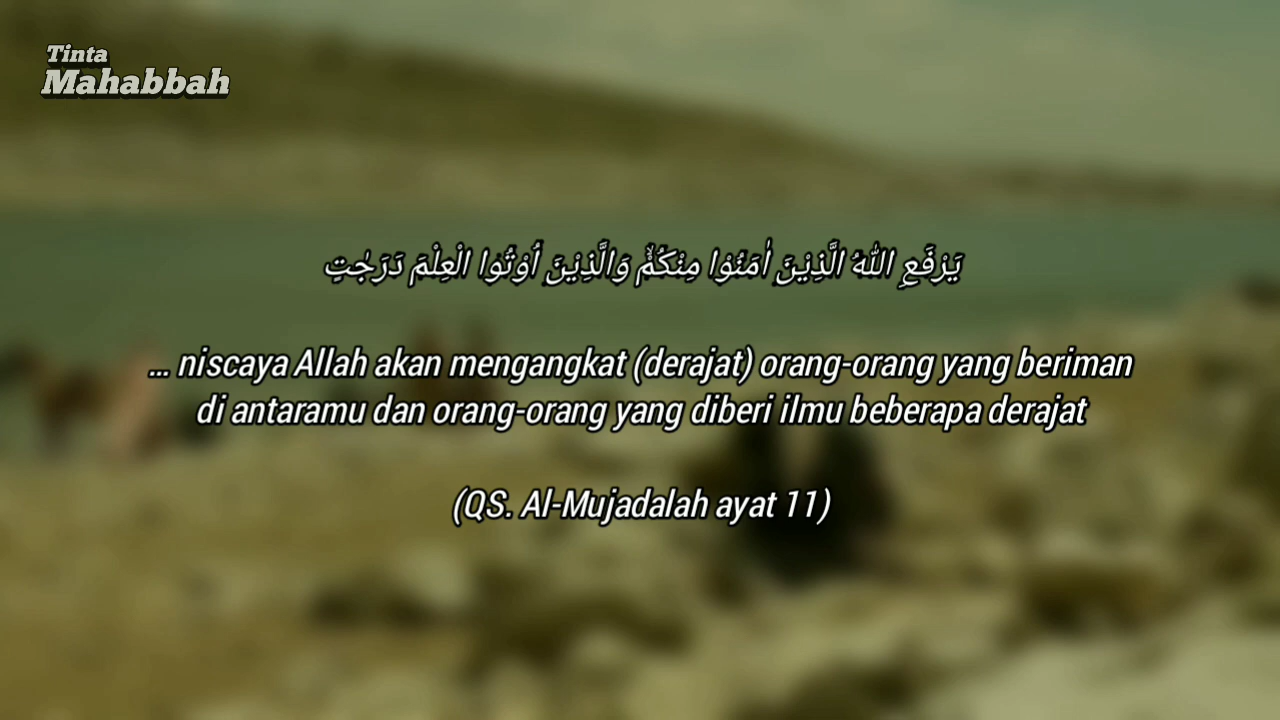 Tinta
Mahabbah
يَرْفَعِ اللّٰهُ الَّذِيْنَ اٰمَنُوْا مِنْكُمْۙ وَالَّذِيْنَ اُوْتُوا الْعِلْمَ دَرَجٰتٍ
... niscaya Allah akan mengangkat (derajat) orang-orang yang beriman
di antaramu dan orang-orang yang diberi ilmu beberapa derajat
(QS. Al-Mujadalah ayat 11)